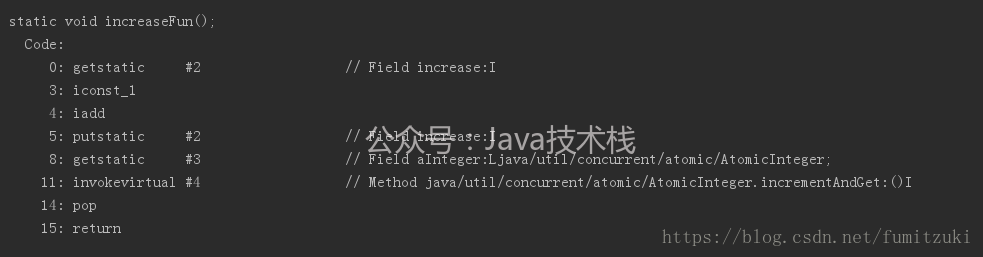 static void increaseFun();
Code:
0: getstatic #2 // Field increase:I
3: iconst_1
4: iadd
5: putstatic #2 // Field increase:I
公众号：Java技术栈
8: getstatic #3 // Field aInteger:Ljava/util/concurrent/atomic/AtomicInteger;
11: invokevirtual #4 // Method java/util/concurrent/atomic/AtomicInteger.incrementAndGet:()I
14: pop
15: return
https://blog.csdn.net/fumitzuki